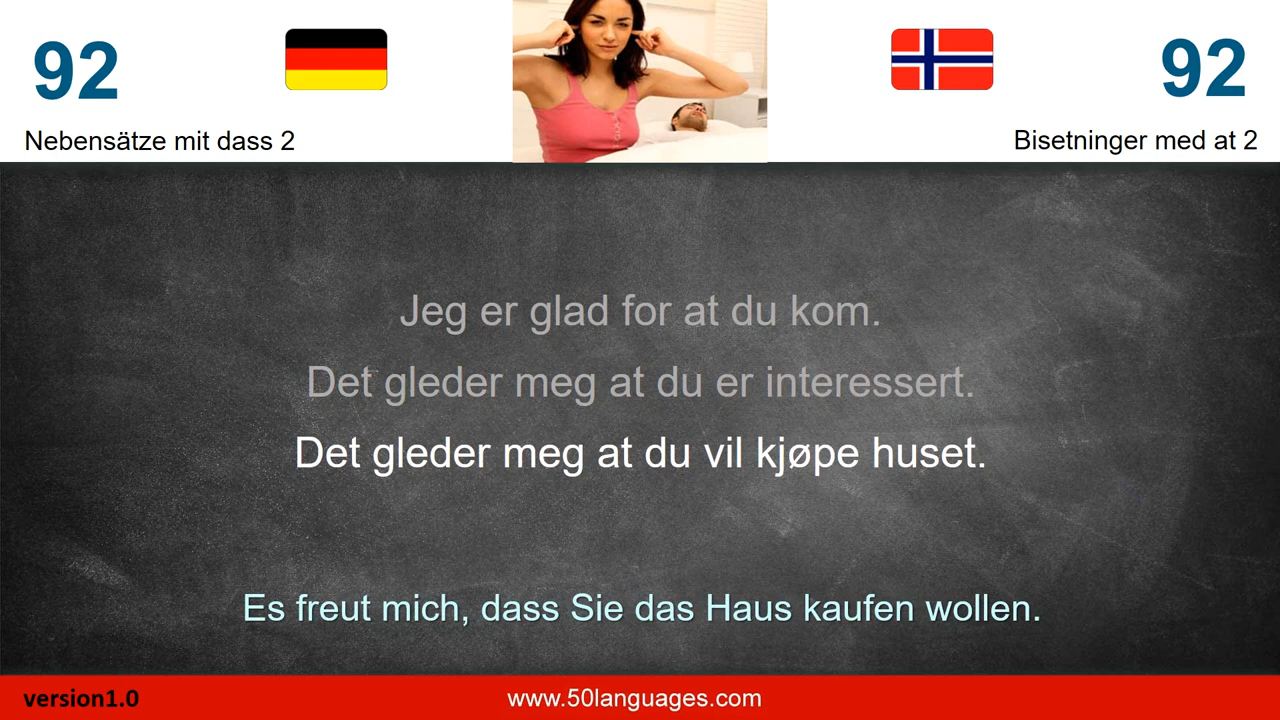 92
92
Nebensätze mit dass 2
Bisetninger med at 2
Jeg er glad for at du kom.
Det gleder meg at du er interessert.
Det gleder meg at du vil kjøpe huset.
Es freut mich, dass Sie das Haus kaufen wollen.
version1.0
www.50languages.com